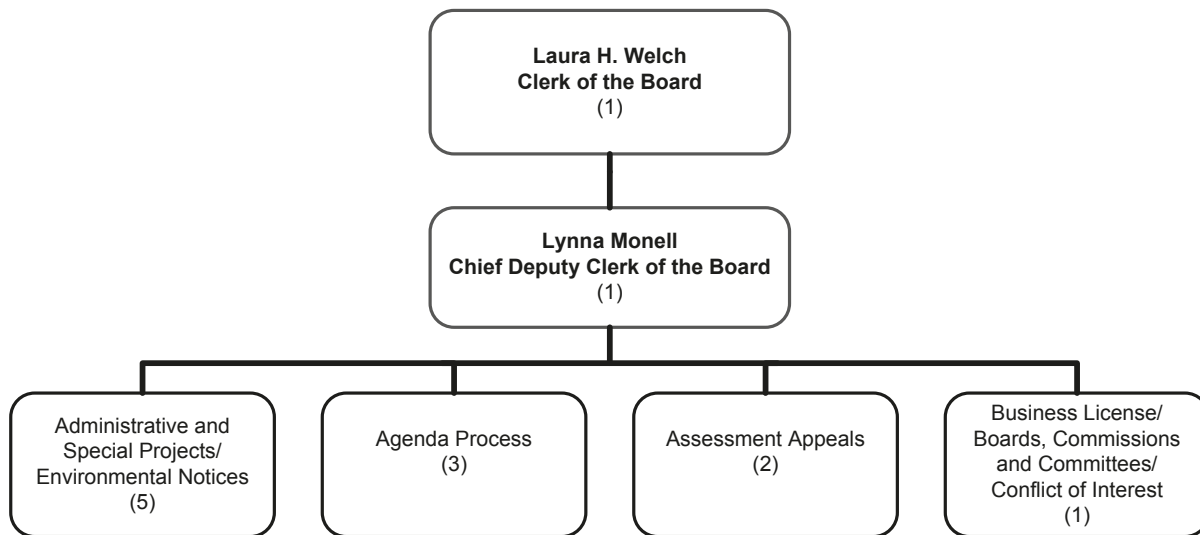 Laura H. Welch
Clerk of the Board
(1)
Lynna Monell
Chief Deputy Clerk of the Board
(1)
Administrative and
Special Projects/
Environmental Notices
(5)
Agenda Process
(3)
Assessment Appeals
(2)
Business License/
Boards, Commissions
and Committees/
Conflict of Interest
(1)